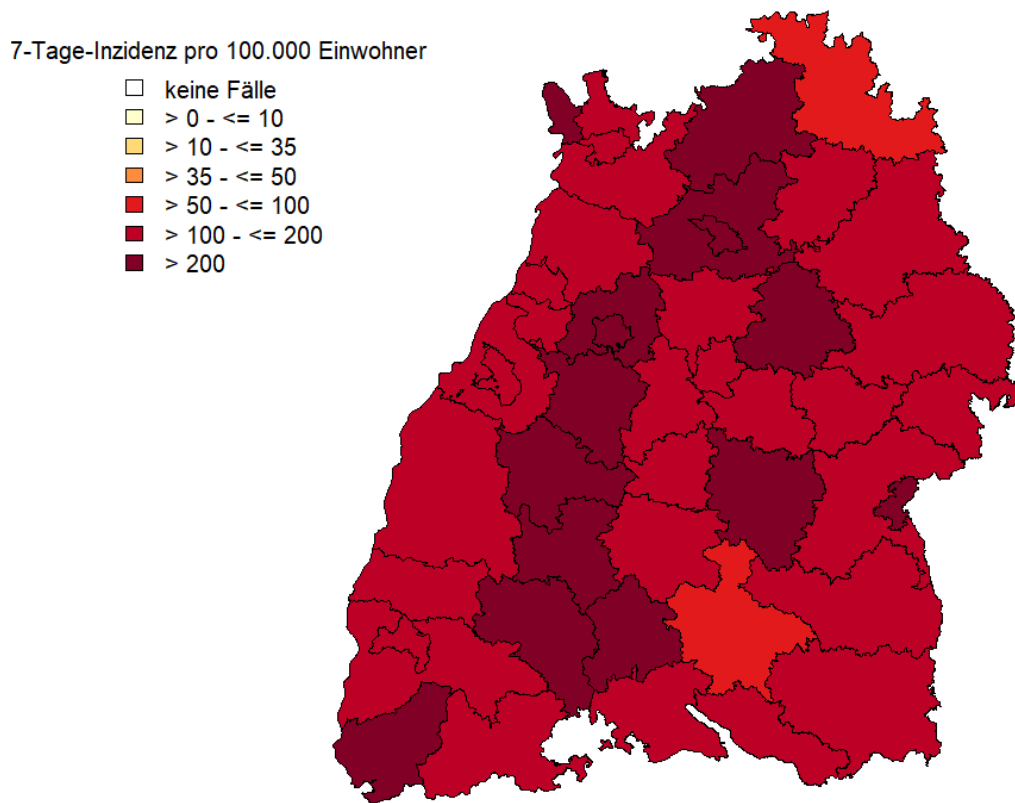 7-Tage-Inzidenz pro 100.000 Einwohner
keine Fälle
> 0 - <= 10
> 10 - <= 35
> 35 - <= 50
> 50 - <= 100
> 100 - <= 200
> 200